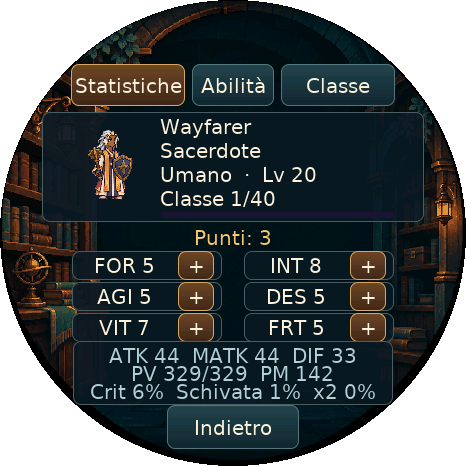 Statistiche Abilità Classe
Wayfarer
Sacerdote
Umano · Lv 20
Classe 1/40
Punti: 3
FOR 5 + INT 8 +
AGI 5 + DES 5 +
VIT 7 + FRT 5 +
ATK 44 MATK 44 DIF 33
PV 329/329 PM 142
Crit 6% Schivata 1% x2 0%
Indietro